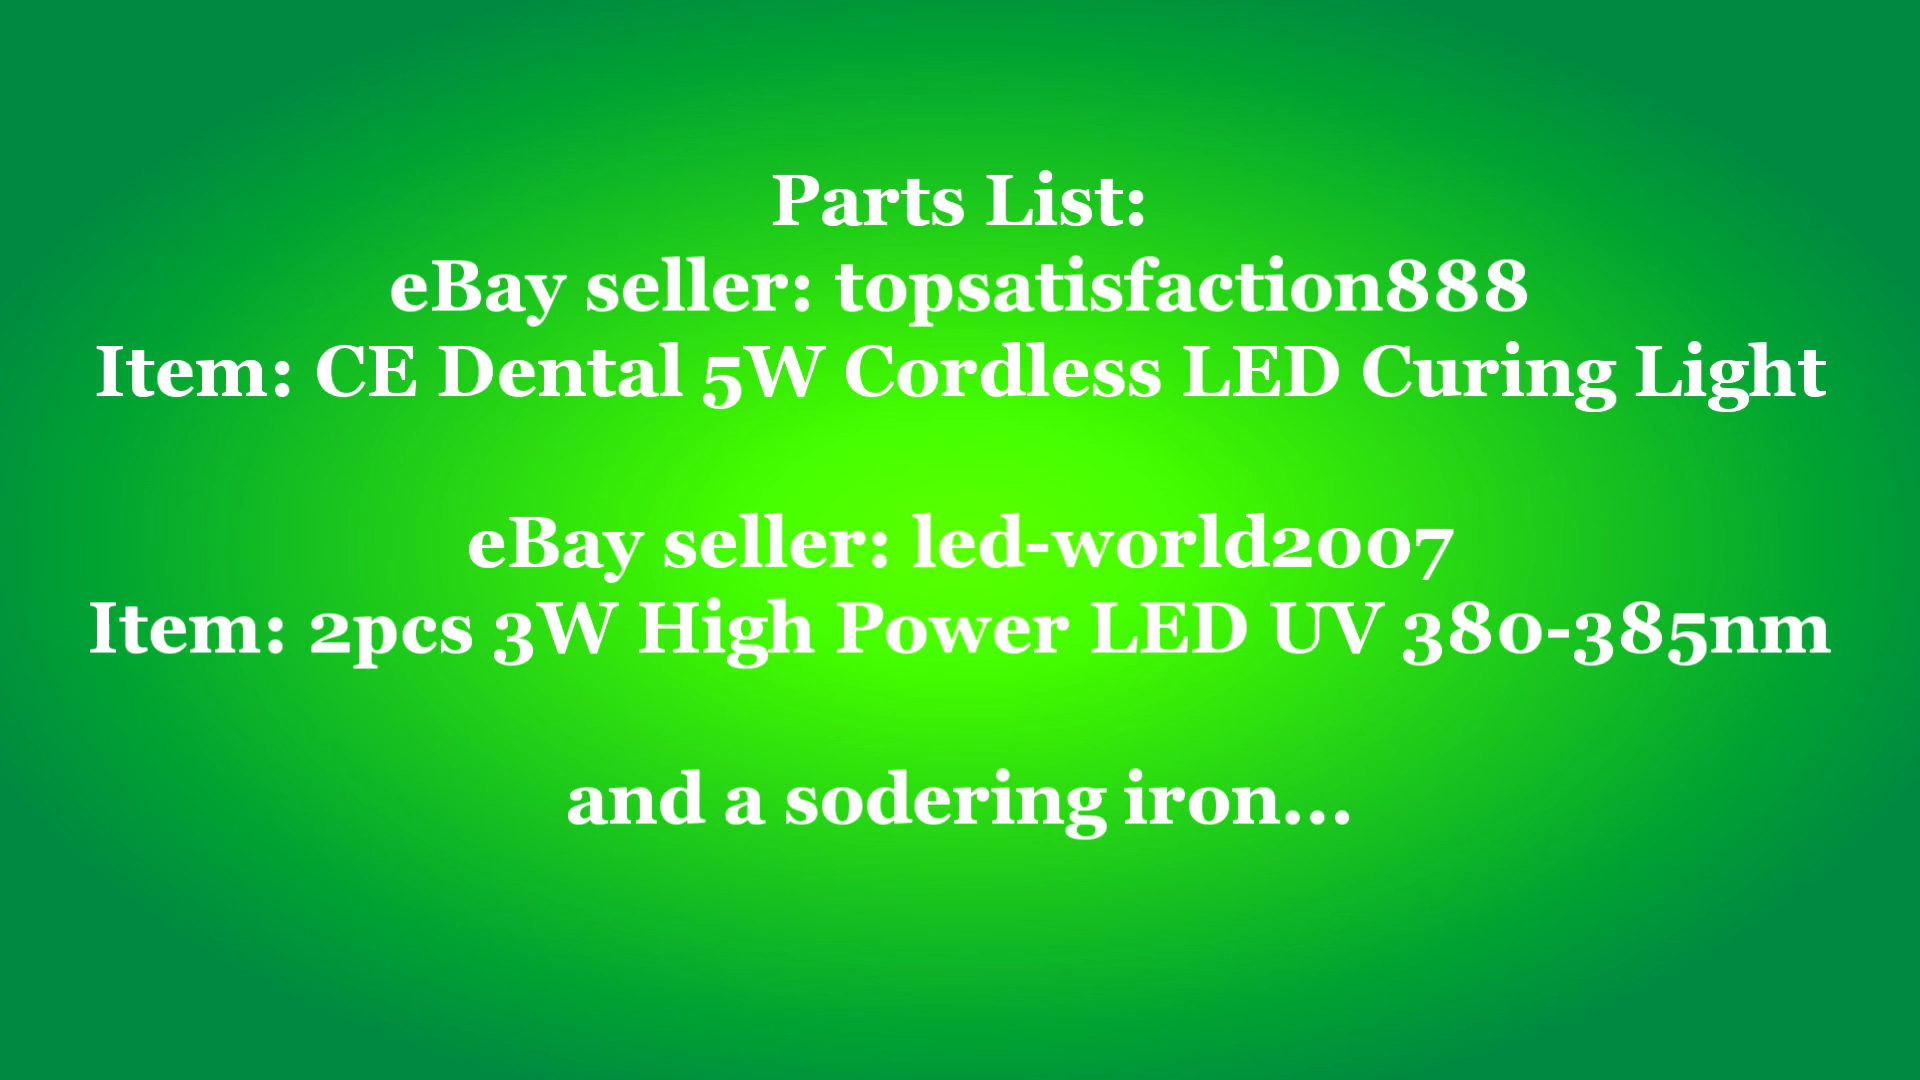 Parts List:
eBay seller: topsatisfaction888
Item: CE Dental 5W Cordless LED Curing Light
eBay seller: led-world2007
Item: 2pcs 3W High Power LED UV 380-385nm
and a sodering iron...